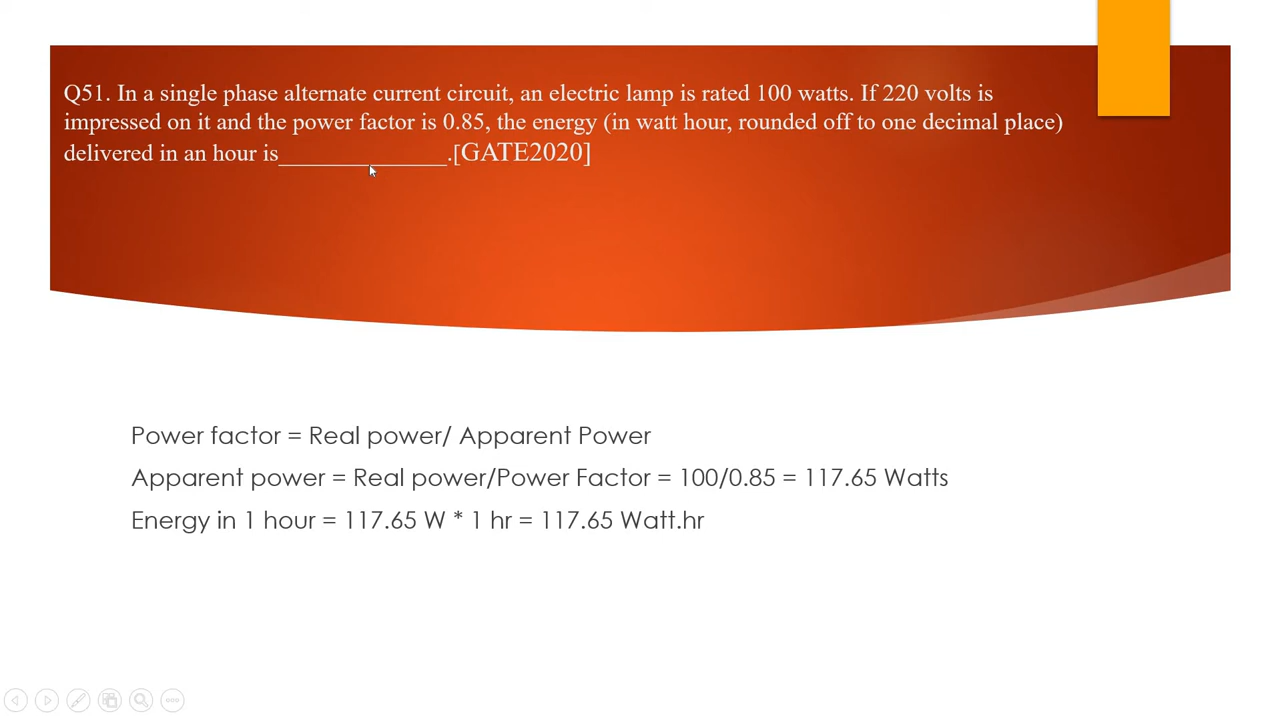 Q51. In a single phase alternate current circuit, an electric lamp is rated 100 watts. If 220 volts is
impressed on it and the power factor is 0.85, the energy (in watt hour, rounded off to one decimal place)
delivered in an hour is______________.[GATE2020]
Power factor = Real power/ Apparent Power
Apparent power = Real power/Power Factor = 100/0.85 = 117.65 Watts
Energy in 1 hour = 117.65 W * 1 hr = 117.65 Watt.hr